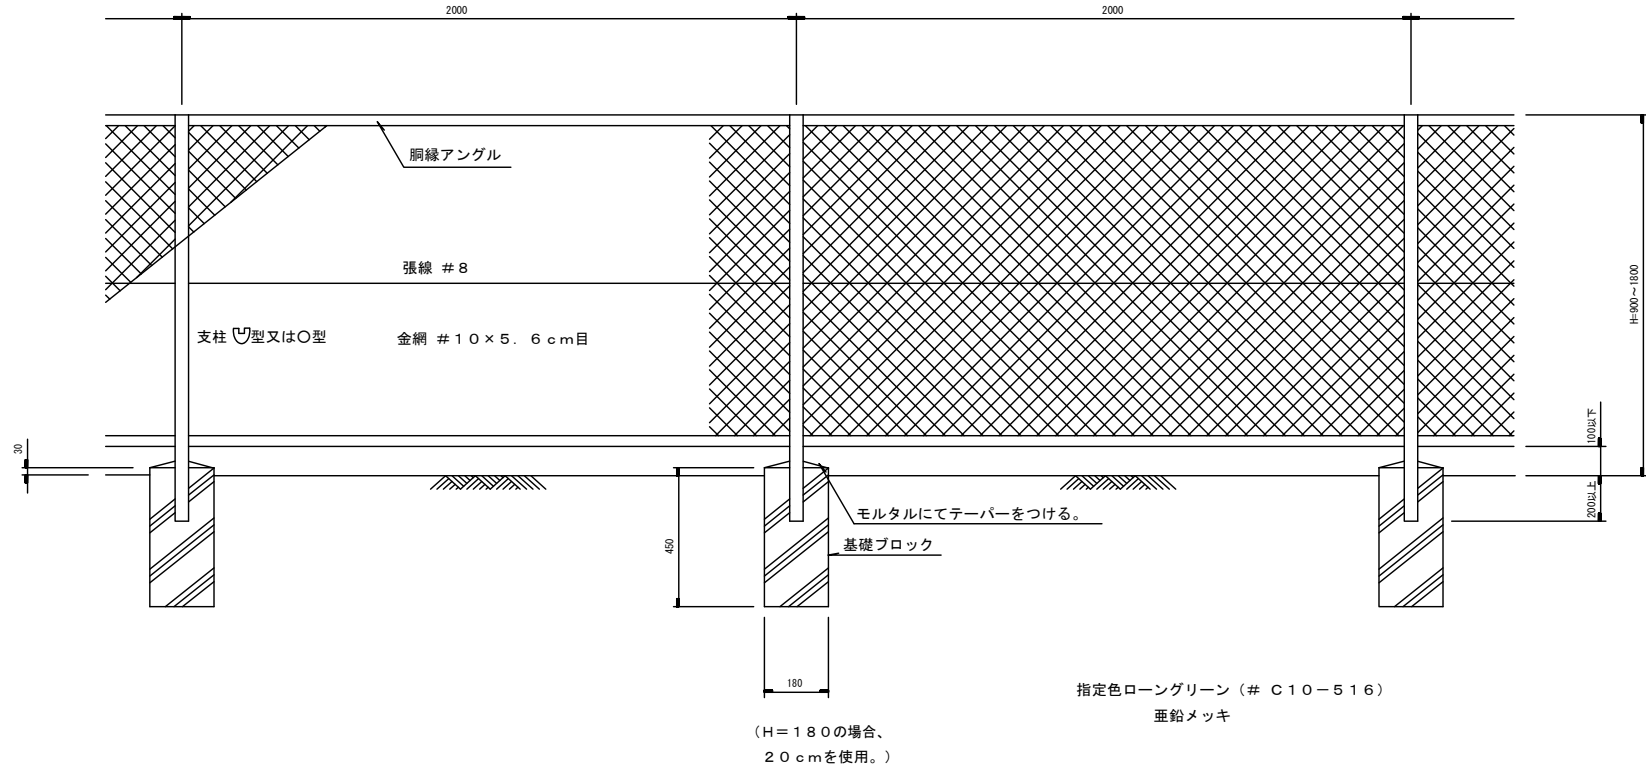 2000
2000
胴縁アングル
張線 #8
支柱 型又は〇型
金網 #10×5. 6cm目
H=900~1800
100以下
30
200以上
モルタルにてテーパーをつける。
基礎ブロック
450
180
指定色ローングリーン(# C10-516)
亜鉛メッキ
(H=180の場合、
20cmを使用。)